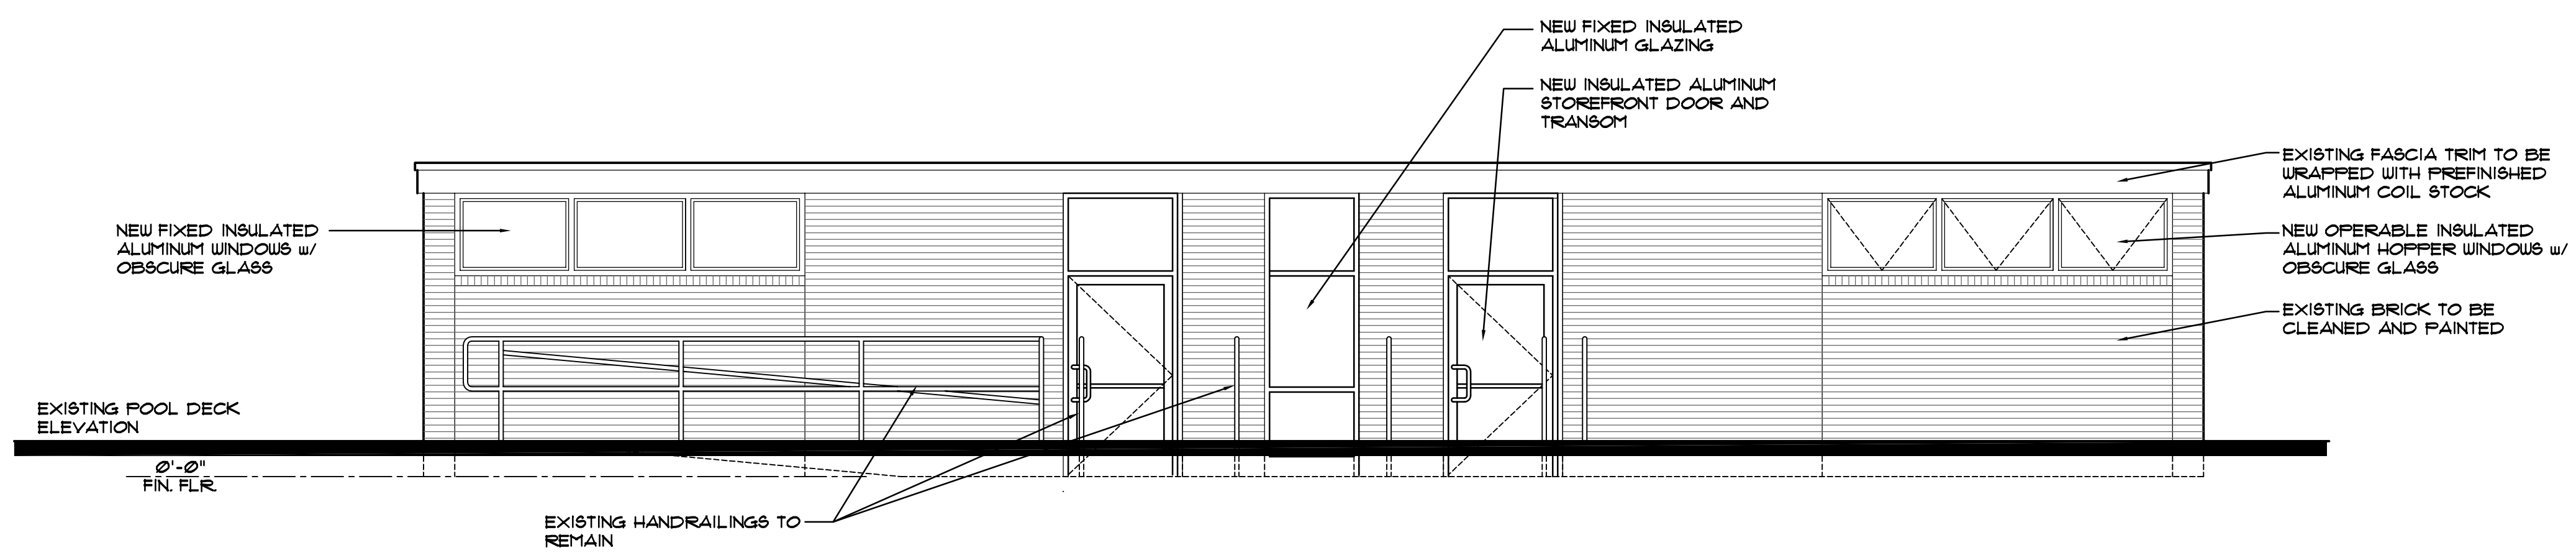 NEW FIXED INSULATED
ALUMINUM GLAZING
NEW INSULATED ALUMINUM
STOREFRONT DOOR AND
TRANSOM
EXISTING FASCIA TRIM TO BE
WRAPPED WITH PREFINISHED
ALUMINUM COIL STOCK
NEW FIXED INSULATED
ALUMINUM WINDOWS w/
OBSCURE GLASS
NEW OPERABLE INSULATED
ALUMINUM HOPPER WINDOWS w/
OBSCURE GLASS
EXISTING BRICK TO BE
CLEANED AND PAINTED
EXISTING POOL DECK
ELEVATION
0'-0"
FIN. FLR.
EXISTING HANDRAILINGS TO
REMAIN